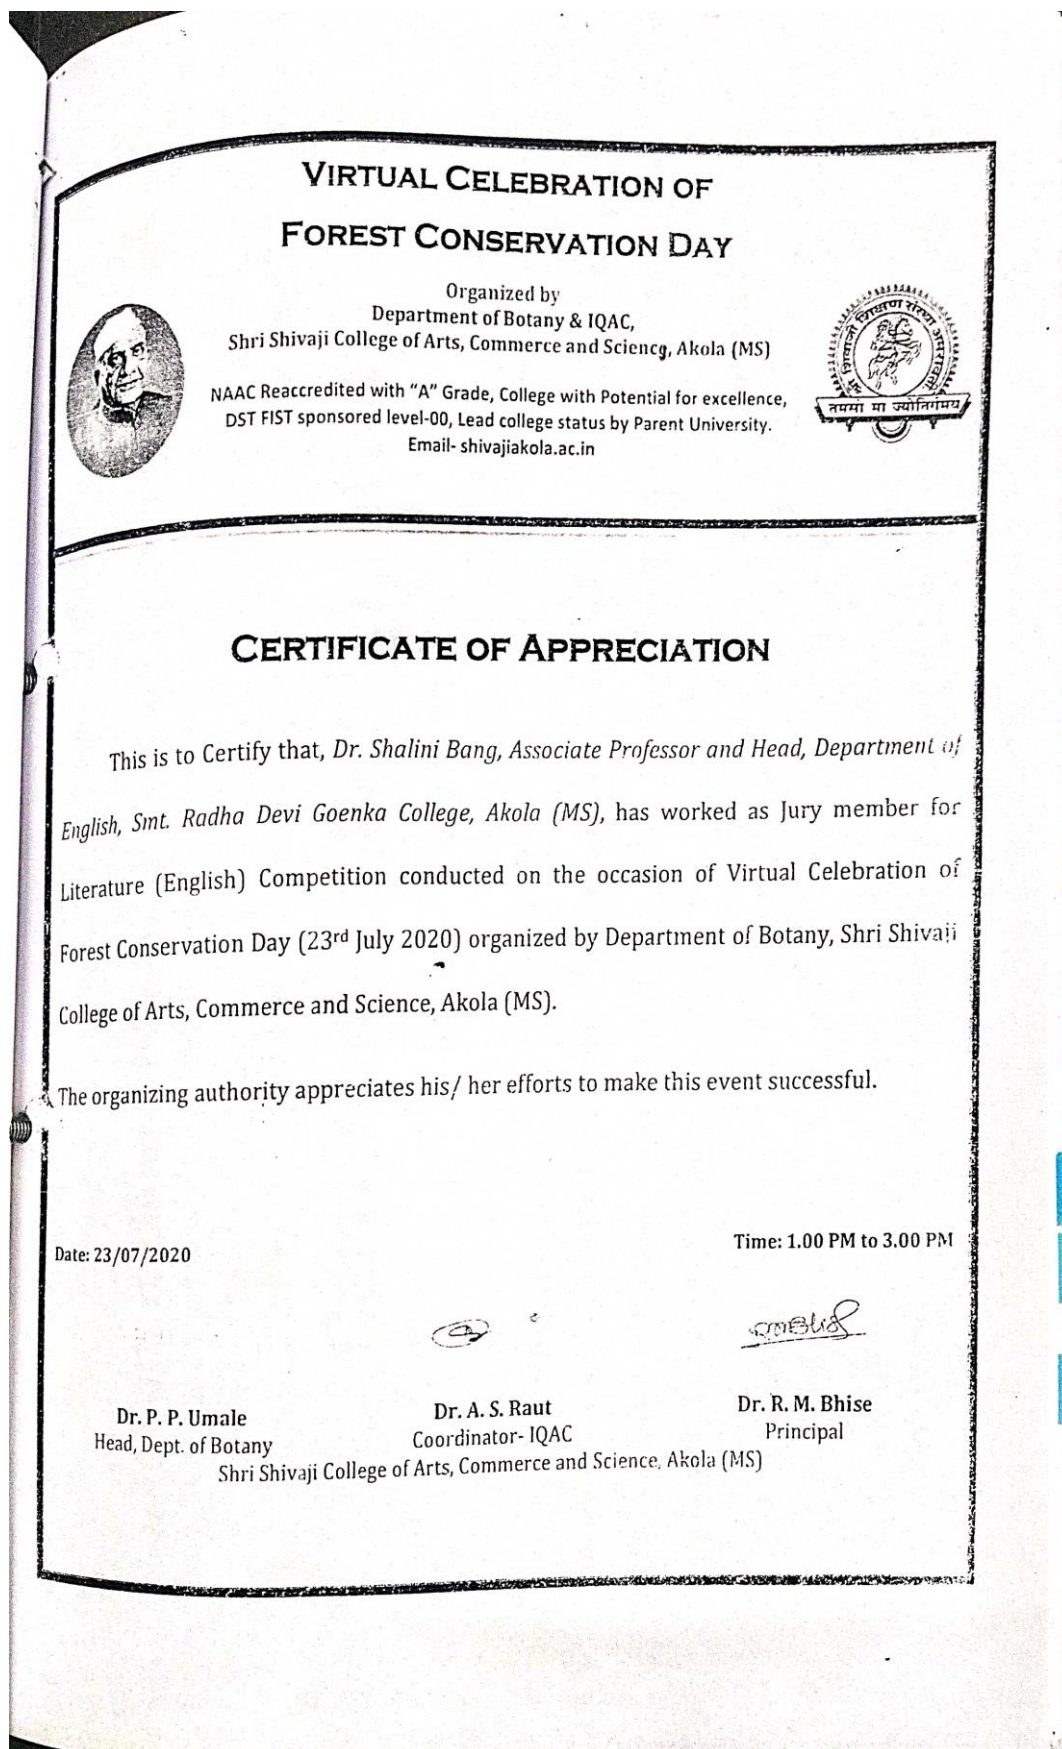 VIRTUAL CELEBRATION OF
FOREST CONSERVATION DAY
Organized by
Department of Botany & IQAC,
Shri Shivaji College of Arts, Commerce and Science, Akola (MS)
NAAC Reaccredited with “A” Grade, College with Potential for excellence,
DST FIST sponsored level-00, Lead college status by Parent University.
Email- shivajiakola.ac.in
श्री शिवाजी शिक्षण संस्था अमरावती
तमसो मा ज्योतिर्गमय
CERTIFICATE OF APPRECIATION
This is to Certify that, Dr. Shalini Bang, Associate Professor and Head, Department of
English, Smt. Radha Devi Goenka College, Akola (MS), has worked as Jury member for
Literature (English) Competition conducted on the occasion of Virtual Celebration of
Forest Conservation Day (23rd July 2020) organized by Department of Botany, Shri Shivaji
College of Arts, Commerce and Science, Akola (MS).
The organizing authority appreciates his/ her efforts to make this event successful.
Date: 23/07/2020
Time: 1.00 PM to 3.00 PM
Dr. P. P. Umale
Head, Dept. of Botany
Dr. A. S. Raut
Coordinator- IQAC
Dr. R. M. Bhise
Principal
Shri Shivaji College of Arts, Commerce and Science, Akola (MS)